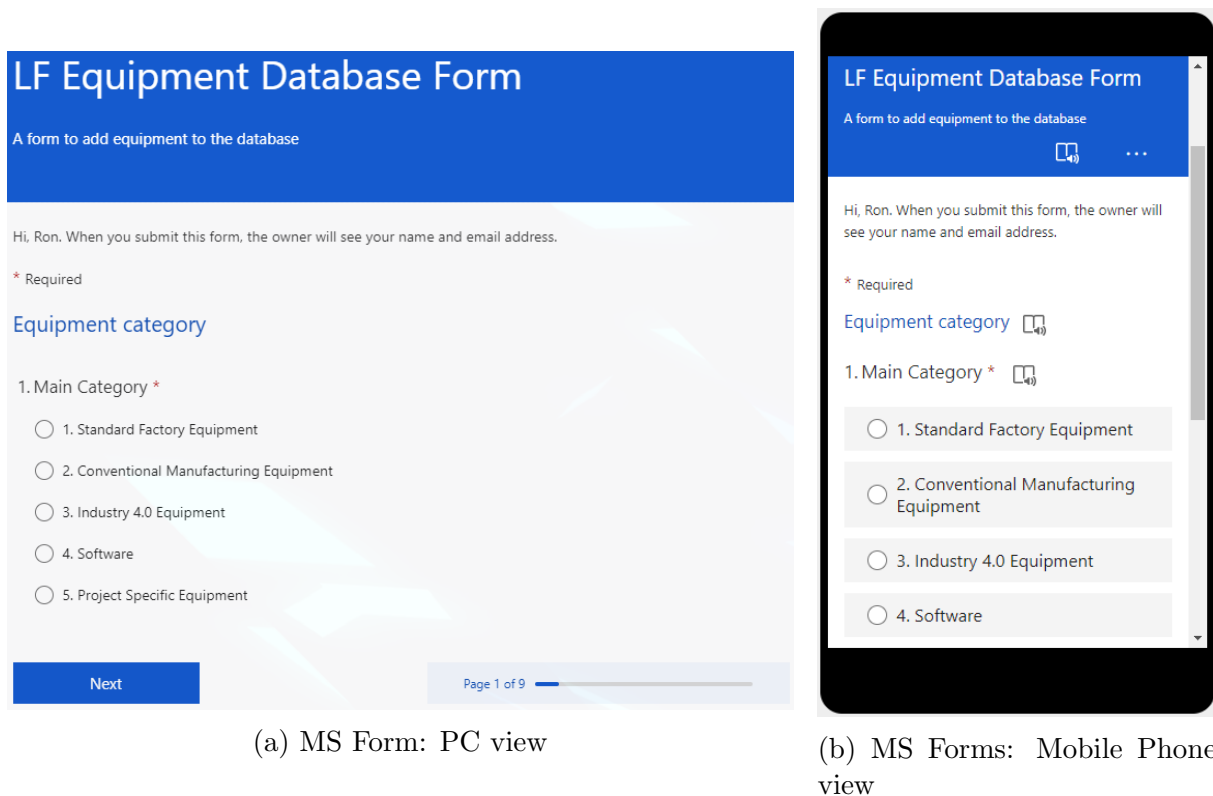 LF Equipment Database Form
A form to add equipment to the database
Hi, Ron. When you submit this form, the owner will see your name and email address.
* Required
Equipment category
1. Main Category *
1. Standard Factory Equipment
2. Conventional Manufacturing Equipment
3. Industry 4.0 Equipment
4. Software
5. Project Specific Equipment
Next
Page 1 of 9
(a) MS Form: PC view
LF Equipment Database Form
A form to add equipment to the database
...
Hi, Ron. When you submit this form, the owner will
see your name and email address.
* Required
Equipment category
1. Main Category *
1. Standard Factory Equipment
2. Conventional Manufacturing
Equipment
3. Industry 4.0 Equipment
4. Software
(b) MS Forms: Mobile Phone
view